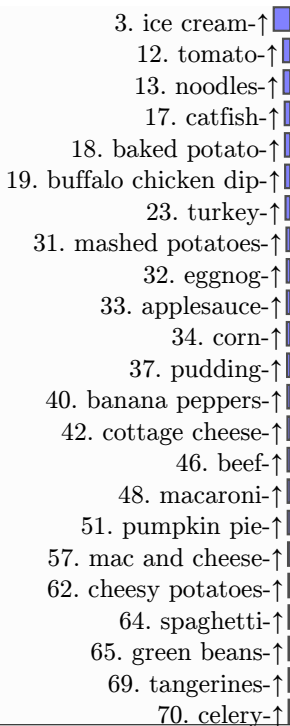 3. ice cream-↑
12. tomato-↑
13. noodles-↑
17. catfish-↑
18. baked potato-↑
19. buffalo chicken dip-↑
23. turkey-↑
31. mashed potatoes-↑
32. eggnog-↑
33. applesauce-↑
34. corn-↑
37. pudding-↑
40. banana peppers-↑
42. cottage cheese-↑
46. beef-↑
48. macaroni-↑
51. pumpkin pie-↑
57. mac and cheese-↑
62. cheesy potatoes-↑
64. spaghetti-↑
65. green beans-↑
69. tangerines-↑
70. celery-↑